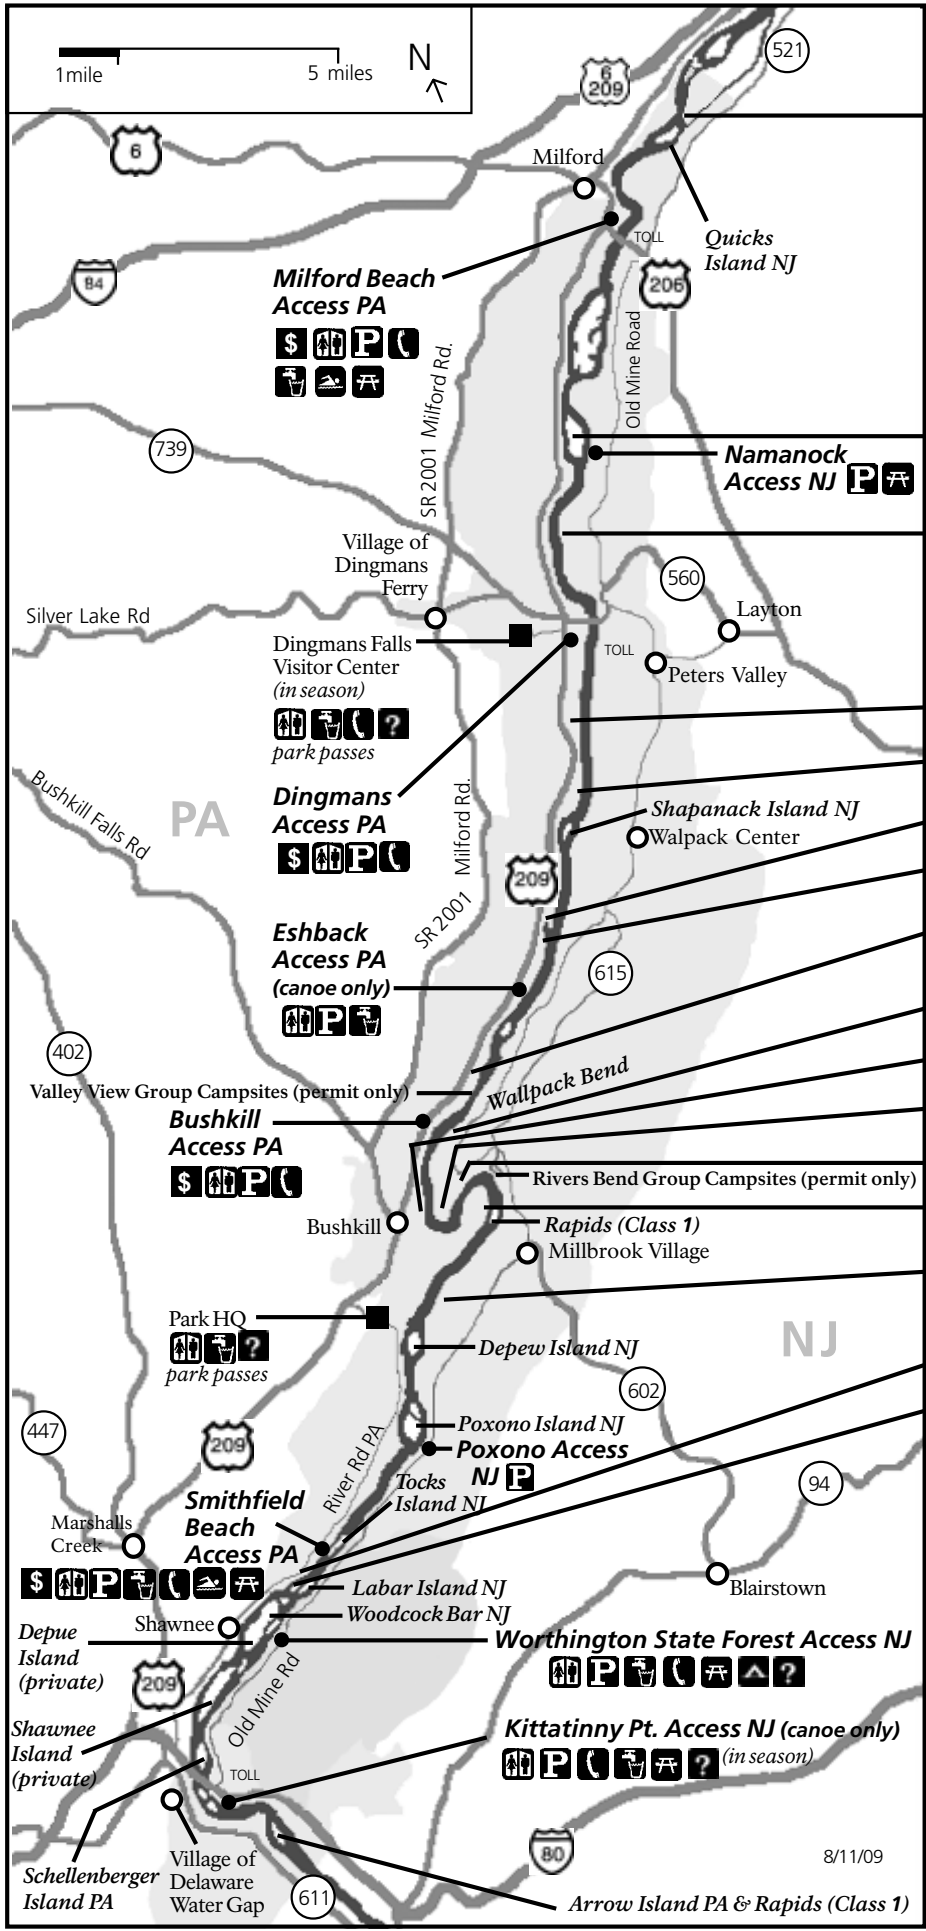 1mile
5 miles
N
521
6
209
6
Milford
TOLL
Quicks
Island NJ
84
206
Milford Beach
Access PA
$ P
Old Mine Road
SR 2001 Milford Rd.
739
Namanock
Access NJ P
Village of
Dingmans
Ferry
560
Silver Lake Rd
Layton
Dingmans Falls
Visitor Center
(in season)
?
park passes
TOLL
Peters Valley
Bushkill Falls Rd
PA
Dingmans
Access PA
$ P
SR 2001 Milford Rd.
Shapanack Island NJ
Walpack Center
209
Eshback
Access PA
(canoe only)
P
615
402
Valley View Group Campsites (permit only)
Wallpack Bend
Bushkill
Access PA
$ P
Rivers Bend Group Campsites (permit only)
Bushkill
Rapids (Class 1)
Millbrook Village
Park HQ
?
park passes
NJ
Depew Island NJ
602
447
209
River Rd PA
Poxono Island NJ
Poxono Access
NJ P
Tocks
Island NJ
94
Smithfield
Beach
Access PA
Marshalls
Creek
$ P
Labar Island NJ
Blairstown
Woodcock Bar NJ
Shawnee
Depue
Island
(private)
Worthington State Forest Access NJ
P ?
209
Old Mine Rd
Shawnee
Island
(private)
Kittatinny Pt. Access NJ (canoe only)
P ? (in season)
TOLL
80
8/11/09
Schellenberger
Island PA
Village of
Delaware
Water Gap
611
Arrow Island PA & Rapids (Class 1)